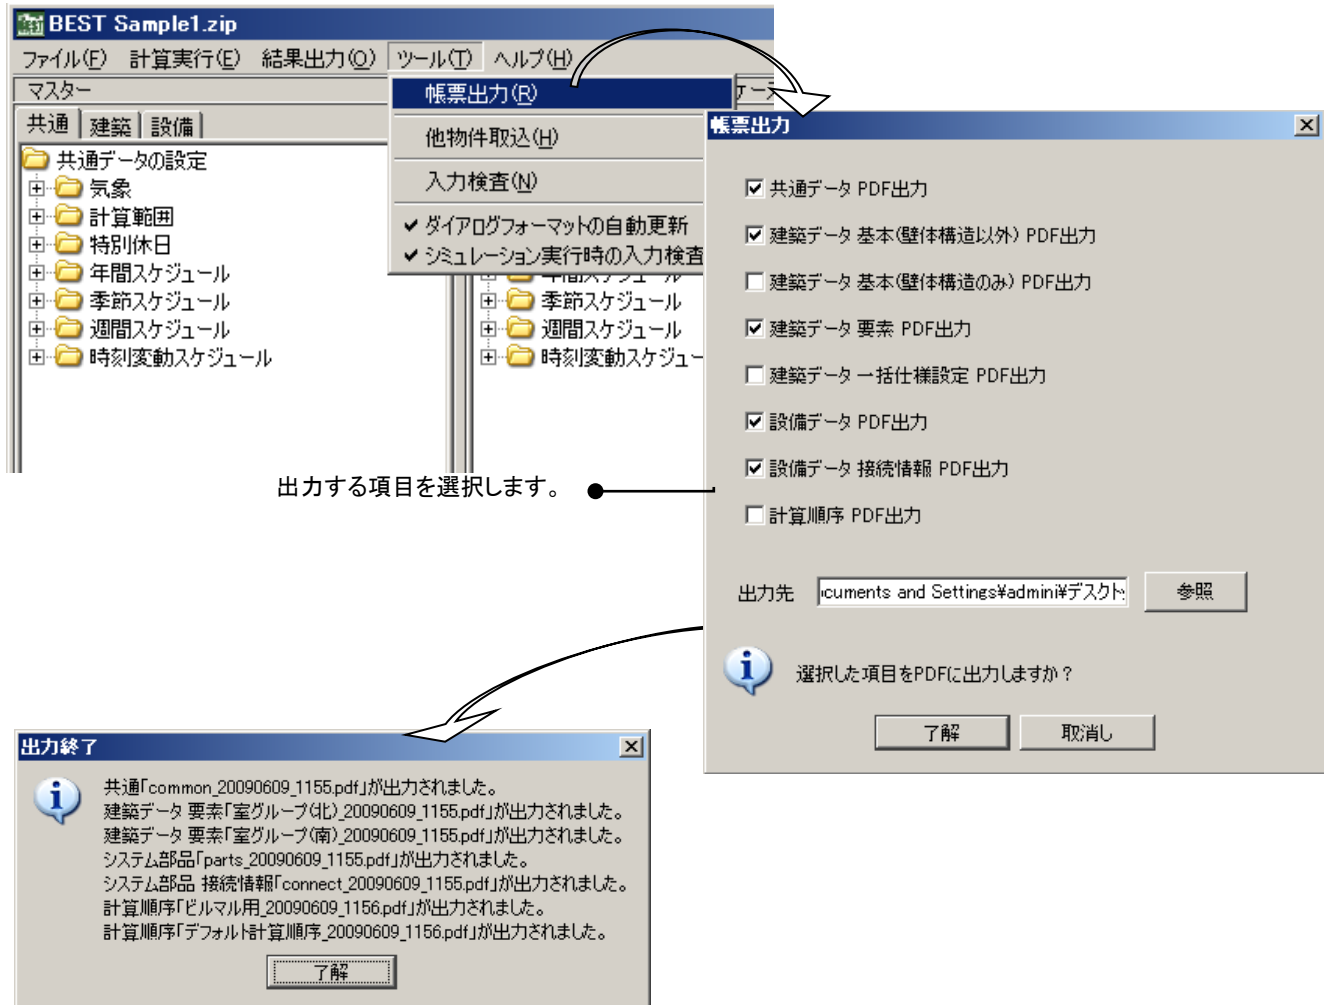 BEST Sample1.zip
ファイル(F) 計算実行(E) 結果出力(O) ツール(T) ヘルプ(H)
マスター
共通 建築 設備
共通データの設定
気象
計算範囲
特別休日
年間スケジュール
季節スケジュール
週間スケジュール
時刻変動スケジュール
帳票出力(R)
他物件取込(H)
入力検査(N)
ダイアログフォーマットの自動更新
シミュレーション実行時の入力検査
年間スケジュール
季節スケジュール
週間スケジュール
時刻変動スケジュー
出力する項目を選択します。
帳票出力
共通データ PDF出力
建築データ 基本(壁体構造以外) PDF出力
建築データ 基本(壁体構造のみ) PDF出力
建築データ 要素 PDF出力
建築データ 一括仕様設定 PDF出力
設備データ PDF出力
設備データ 接続情報 PDF出力
計算順序 PDF出力
出力先 cuments and Settings¥admini¥デスクト 参照
選択した項目をPDFに出力しますか？
了解 取消し
出力終了
共通「common_20090609_1155.pdf」が出力されました。
建築データ 要素「室グループ(北)_20090609_1155.pdf」が出力されました。
建築データ 要素「室グループ(南)_20090609_1155.pdf」が出力されました。
システム部品「parts_20090609_1155.pdf」が出力されました。
システム部品 接続情報「connect_20090609_1155.pdf」が出力されました。
計算順序「ビルマル用_20090609_1156.pdf」が出力されました。
計算順序「デフォルト計算順序_20090609_1156.pdf」が出力されました。
了解